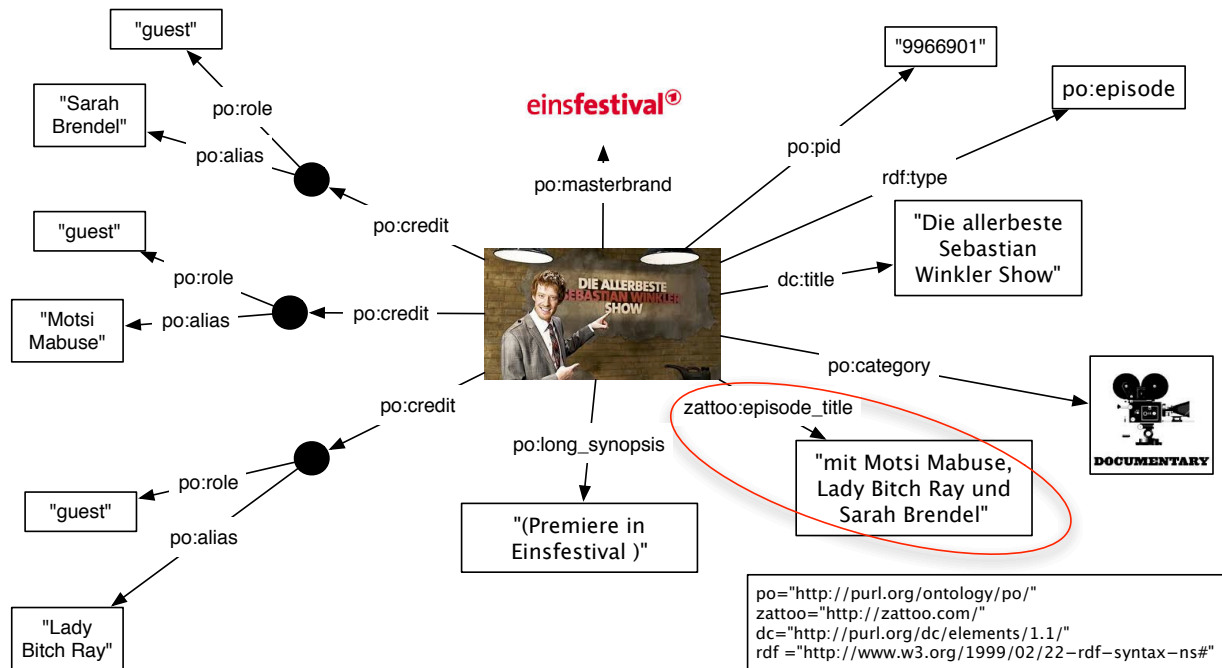 "guest"
"9966901"
po:episode
einsfestival
"Sarah
Brendel"
po:role
po:alias
po:pid
rdf:type
po:masterbrand
po:credit
"guest"
po:role
"Die allerbeste
Sebastian
Winkler Show"
dc:title
DIE ALLERBESTE
SEBASTIAN WINKLER
SHOW
"Motsi
Mabuse"
po:alias
po:credit
po:category
po:credit
zattoo:episode_title
po:long_synopsis
DOCUMENTARY
"mit Motsi Mabuse,
Lady Bitch Ray und
Sarah Brendel"
po:role
"guest"
po:alias
"(Premiere in
Einsfestival )"
"Lady
Bitch Ray"
po="http://purl.org/ontology/po/"
zattoo="http://zattoo.com/"
dc="http://purl.org/dc/elements/1.1/"
rdf ="http://www.w3.org/1999/02/22-rdf-syntax-ns#"